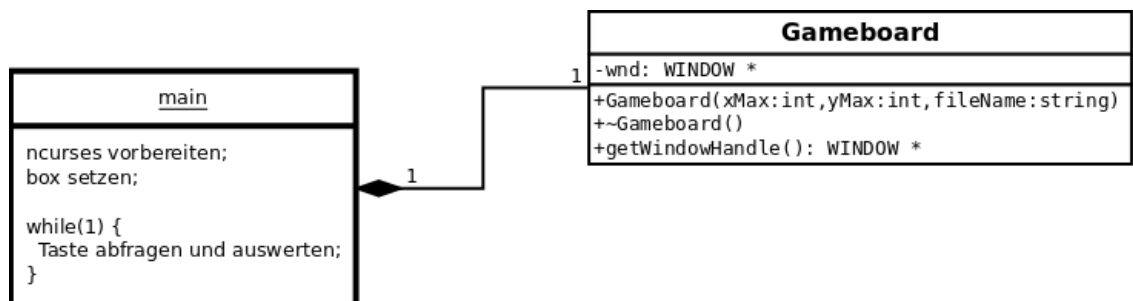 main
ncurses vorbereiten;
box setzen;
while(1) {
Taste abfragen und auswerten;
}
1
1
Gameboard
-wnd: WINDOW *
+Gameboard(xMax:int,yMax:int,fileName:string)
+~Gameboard()
+getWindowHandle(): WINDOW *